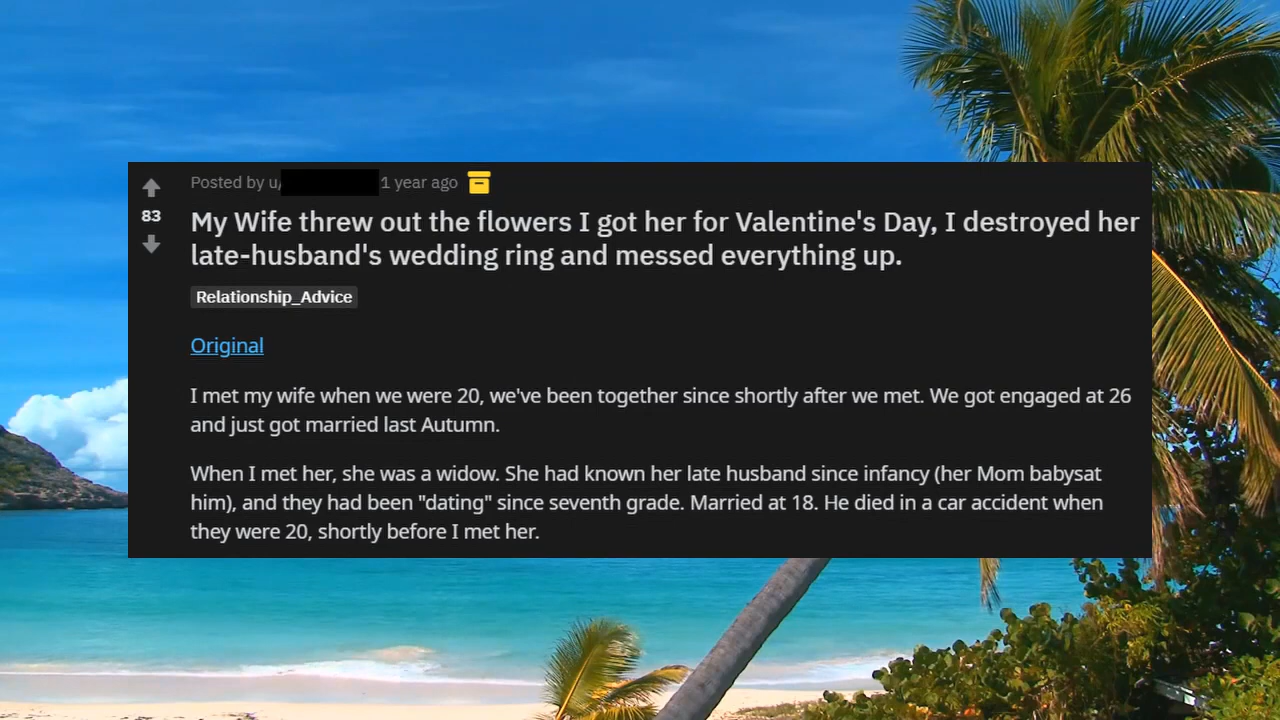 Posted by u/ 1 year ago
83
My Wife threw out the flowers I got her for Valentine's Day, I destroyed her
late-husband's wedding ring and messed everything up.
Relationship_Advice
Original
I met my wife when we were 20, we've been together since shortly after we met. We got engaged at 26
and just got married last Autumn.
When I met her, she was a widow. She had known her late husband since infancy (her Mom babysat
him), and they had been "dating" since seventh grade. Married at 18. He died in a car accident when
they were 20, shortly before I met her.